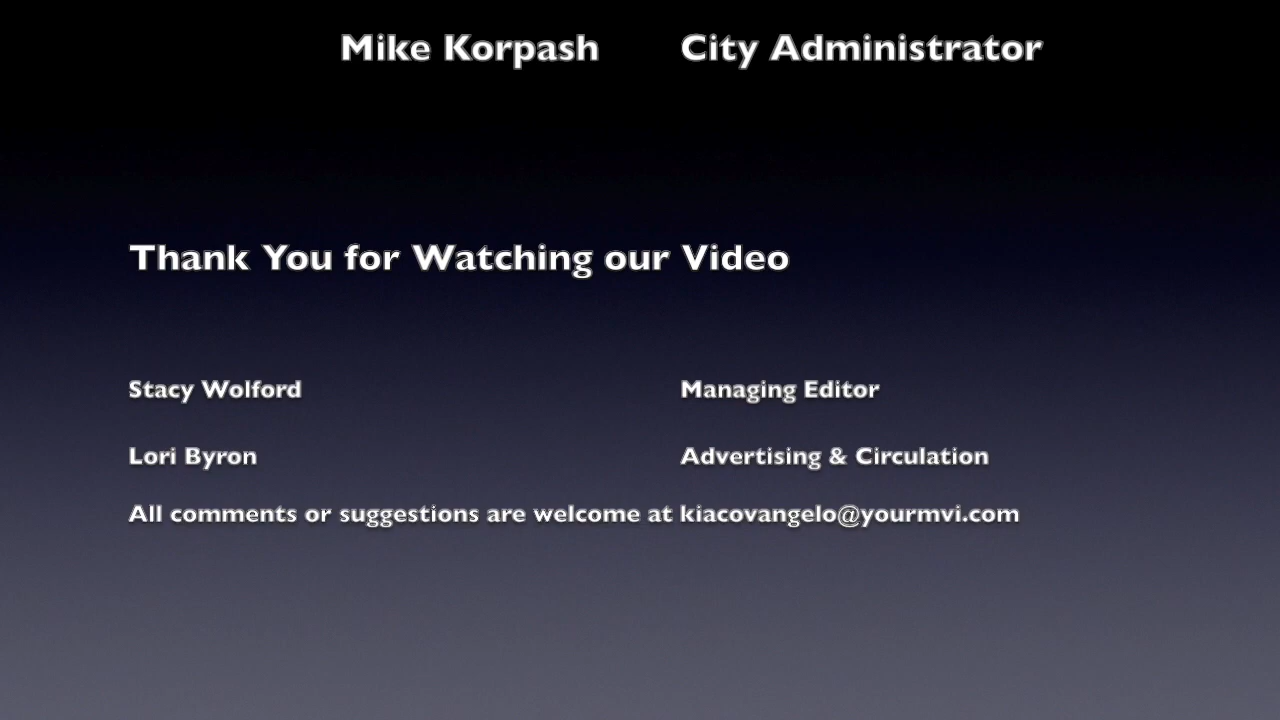 Mike Korpash City Administrator
Thank You for Watching our Video
Stacy Wolford Managing Editor
Lori Byron Advertising & Circulation
All comments or suggestions are welcome at kiacovangelo@yourmvi.com